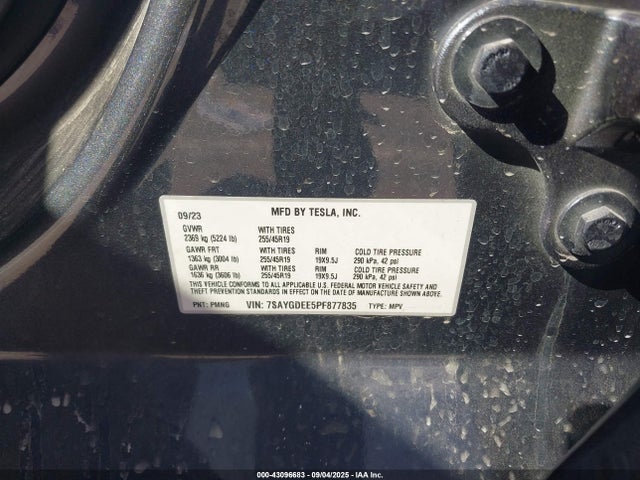 09/23 MFD BY TESLA, INC.
GVWR WITH TIRES
2369 kg (5224 lb) 255/45R19
GAWR FRT WITH TIRES RIM COLD TIRE PRESSURE
1363 kg (3004 lb) 255/45R19 19X9.5J 290 kPa, 42 psi
GAWR RR WITH TIRES RIM COLD TIRE PRESSURE
1636 kg (3606 lb) 255/45R19 19X9.5J 290 kPa, 42 psi
THIS VEHICLE CONFORMS TO ALL APPLICABLE U.S. FEDERAL MOTOR VEHICLE
SAFETY AND THEFT PREVENTION STANDARDS IN EFFECT ON THE DATE
OF MANUFACTURE SHOWN ABOVE.
PNT: PMNG VIN: 7SAYGDEE5PF877835 TYPE: MPV
000-43096683 - 09/04/2025 - IAA Inc.